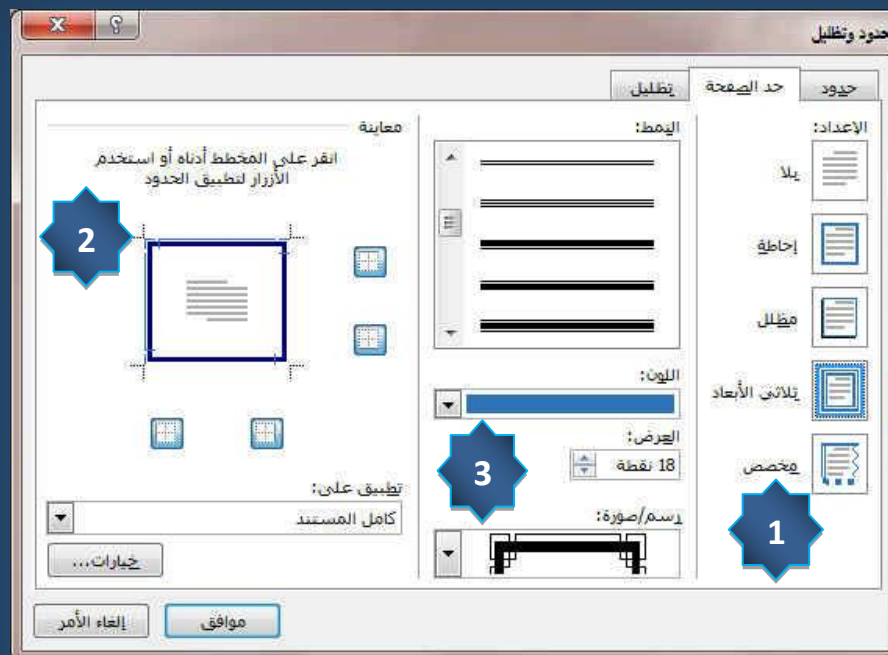 حدود وتظليل
حدود
حد الصفحة
تظليل
الإعداد:
بلا
إحاطة
مظلل
ثلاثي الأبعاد
مخصص
1
النمط:
اللون:
3
العرض:
18 نقطة
رسم/صورة:
معاينة
انقر على المخطط أدناه أو استخدم
الأزرار لتطبيق الحدود
2
تطبيق على:
كامل المستند
خيارات...
موافق
إلغاء الأمر